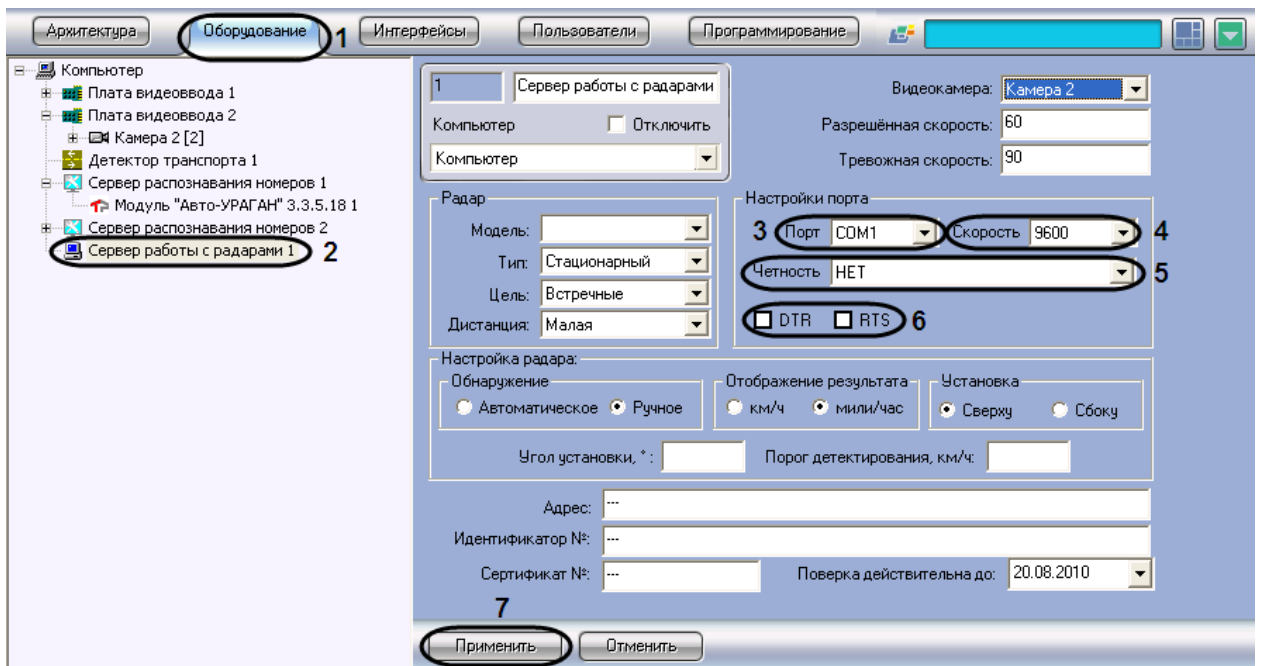 Архитектура Оборудование 1 Интерфейсы Пользователи Программирование
Компьютер
Плата видеоввода 1
Плата видеоввода 2
Камера 2 [2]
Детектор транспорта 1
Сервер распознавания номеров 1
Модуль "Авто-УРАГАН" 3.3.5.18 1
Сервер распознавания номеров 2
Сервер работы с радарами 1 2
1 Сервер работы с радарами
Компьютер Отключить
Компьютер
Видеокамера: Камера 2
Разрешённая скорость: 60
Тревожная скорость: 90
Радар
Модель:
Тип: Стационарный
Цель: Встречные
Дистанция: Малая
Настройки порта
3 Порт COM1 Скорость 9600 4
Четность НЕТ 5
DTR RTS 6
Настройка радара:
Обнаружение
Автоматическое Ручное
Отображение результата
км/ч мили/час
Установка
Сверху Сбоку
Угол установки, ° : Порог детектирования, км/ч:
Адрес: ---
Идентификатор №: ---
Сертификат №: --- Поверка действительна до: 20.08.2010
7
Применить Отменить